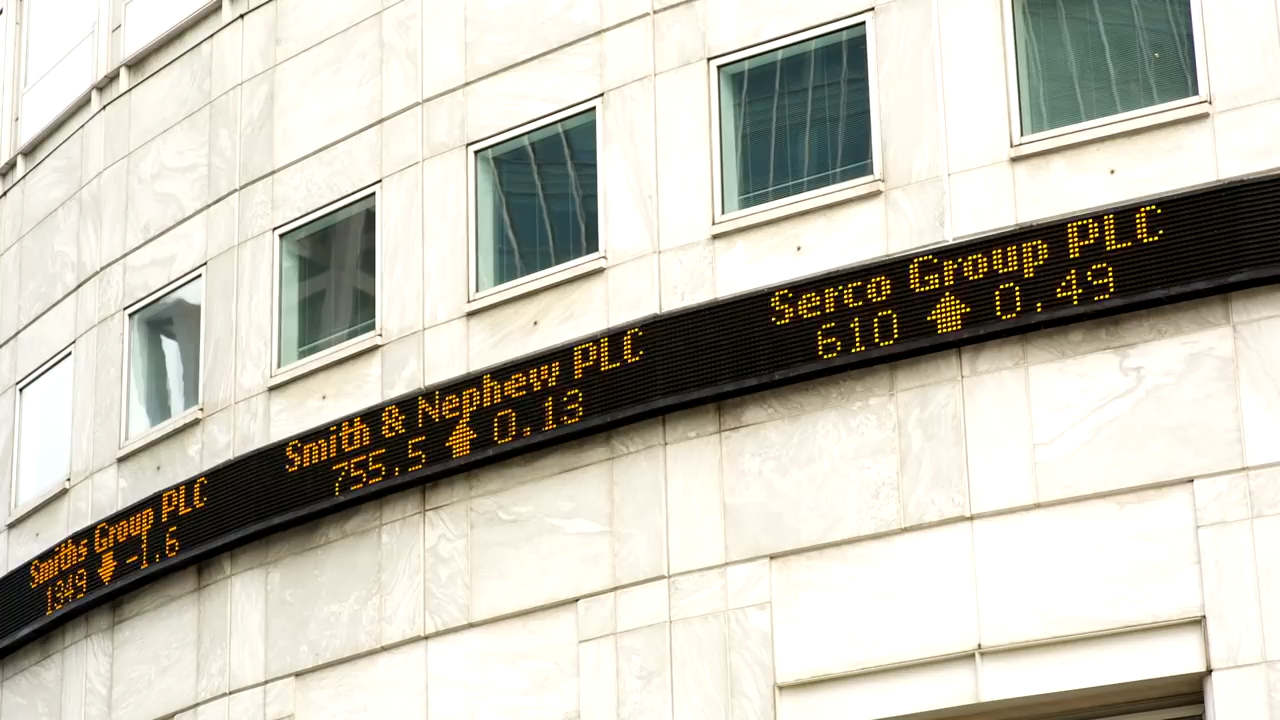 Smiths Group PLC
1349 ⬇ -1.6
Smith & Nephew PLC
755.5 ⬆ 0.13
Serco Group PLC
610 ⬆ 0.49